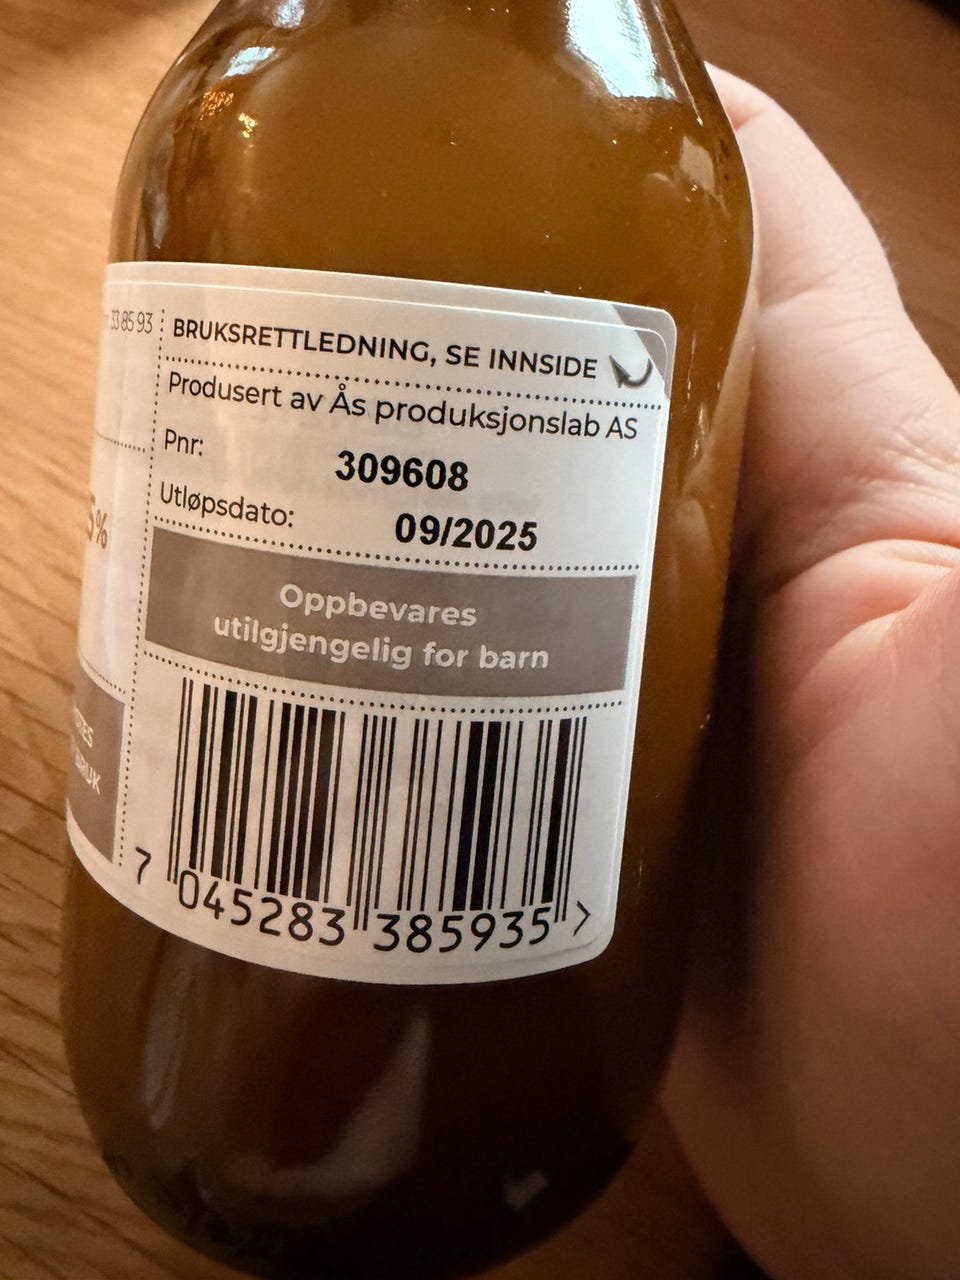 33 85 93
BRUKSRETTLEDNING, SE INNSIDE
Produsert av Ås produksjonslab AS
Pnr: 309608
Utløpsdato: 09/2025
5%
Oppbevares
utilgjengelig for barn
7 045283 385935 >